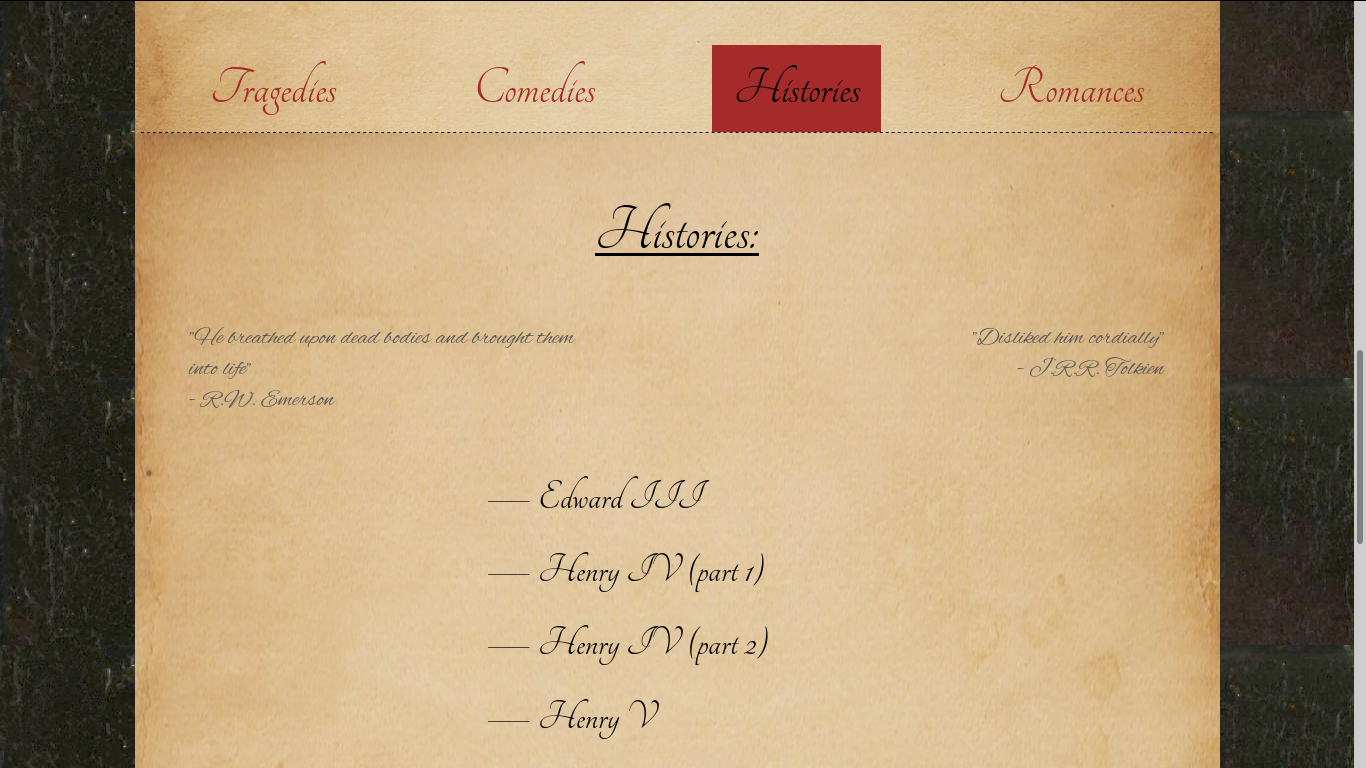 Tragedies Comedies Histories Romances
Histories:
"He breathed upon dead bodies and brought them
into life"
- R.W. Emerson
"Disliked him cordially"
- J.R.R. Tolkien
Edward III
Henry IV (part 1)
Henry IV (part 2)
Henry V